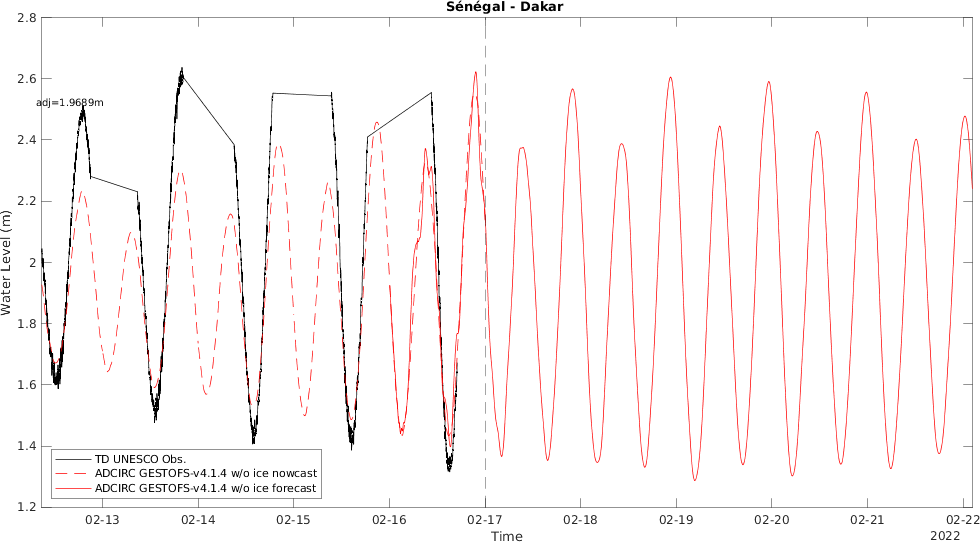 Sénégal - Dakar
2.8
2.6
adj=1.9689m
2.4
2.2
2
1.8
1.6
1.4
1.2
Water Level (m)
TD UNESCO Obs.
ADCIRC GESTOFS-v4.1.4 w/o ice nowcast
ADCIRC GESTOFS-v4.1.4 w/o ice forecast
02-13 02-14 02-15 02-16 02-17 02-18 02-19 02-20 02-21 02-22
Time
2022